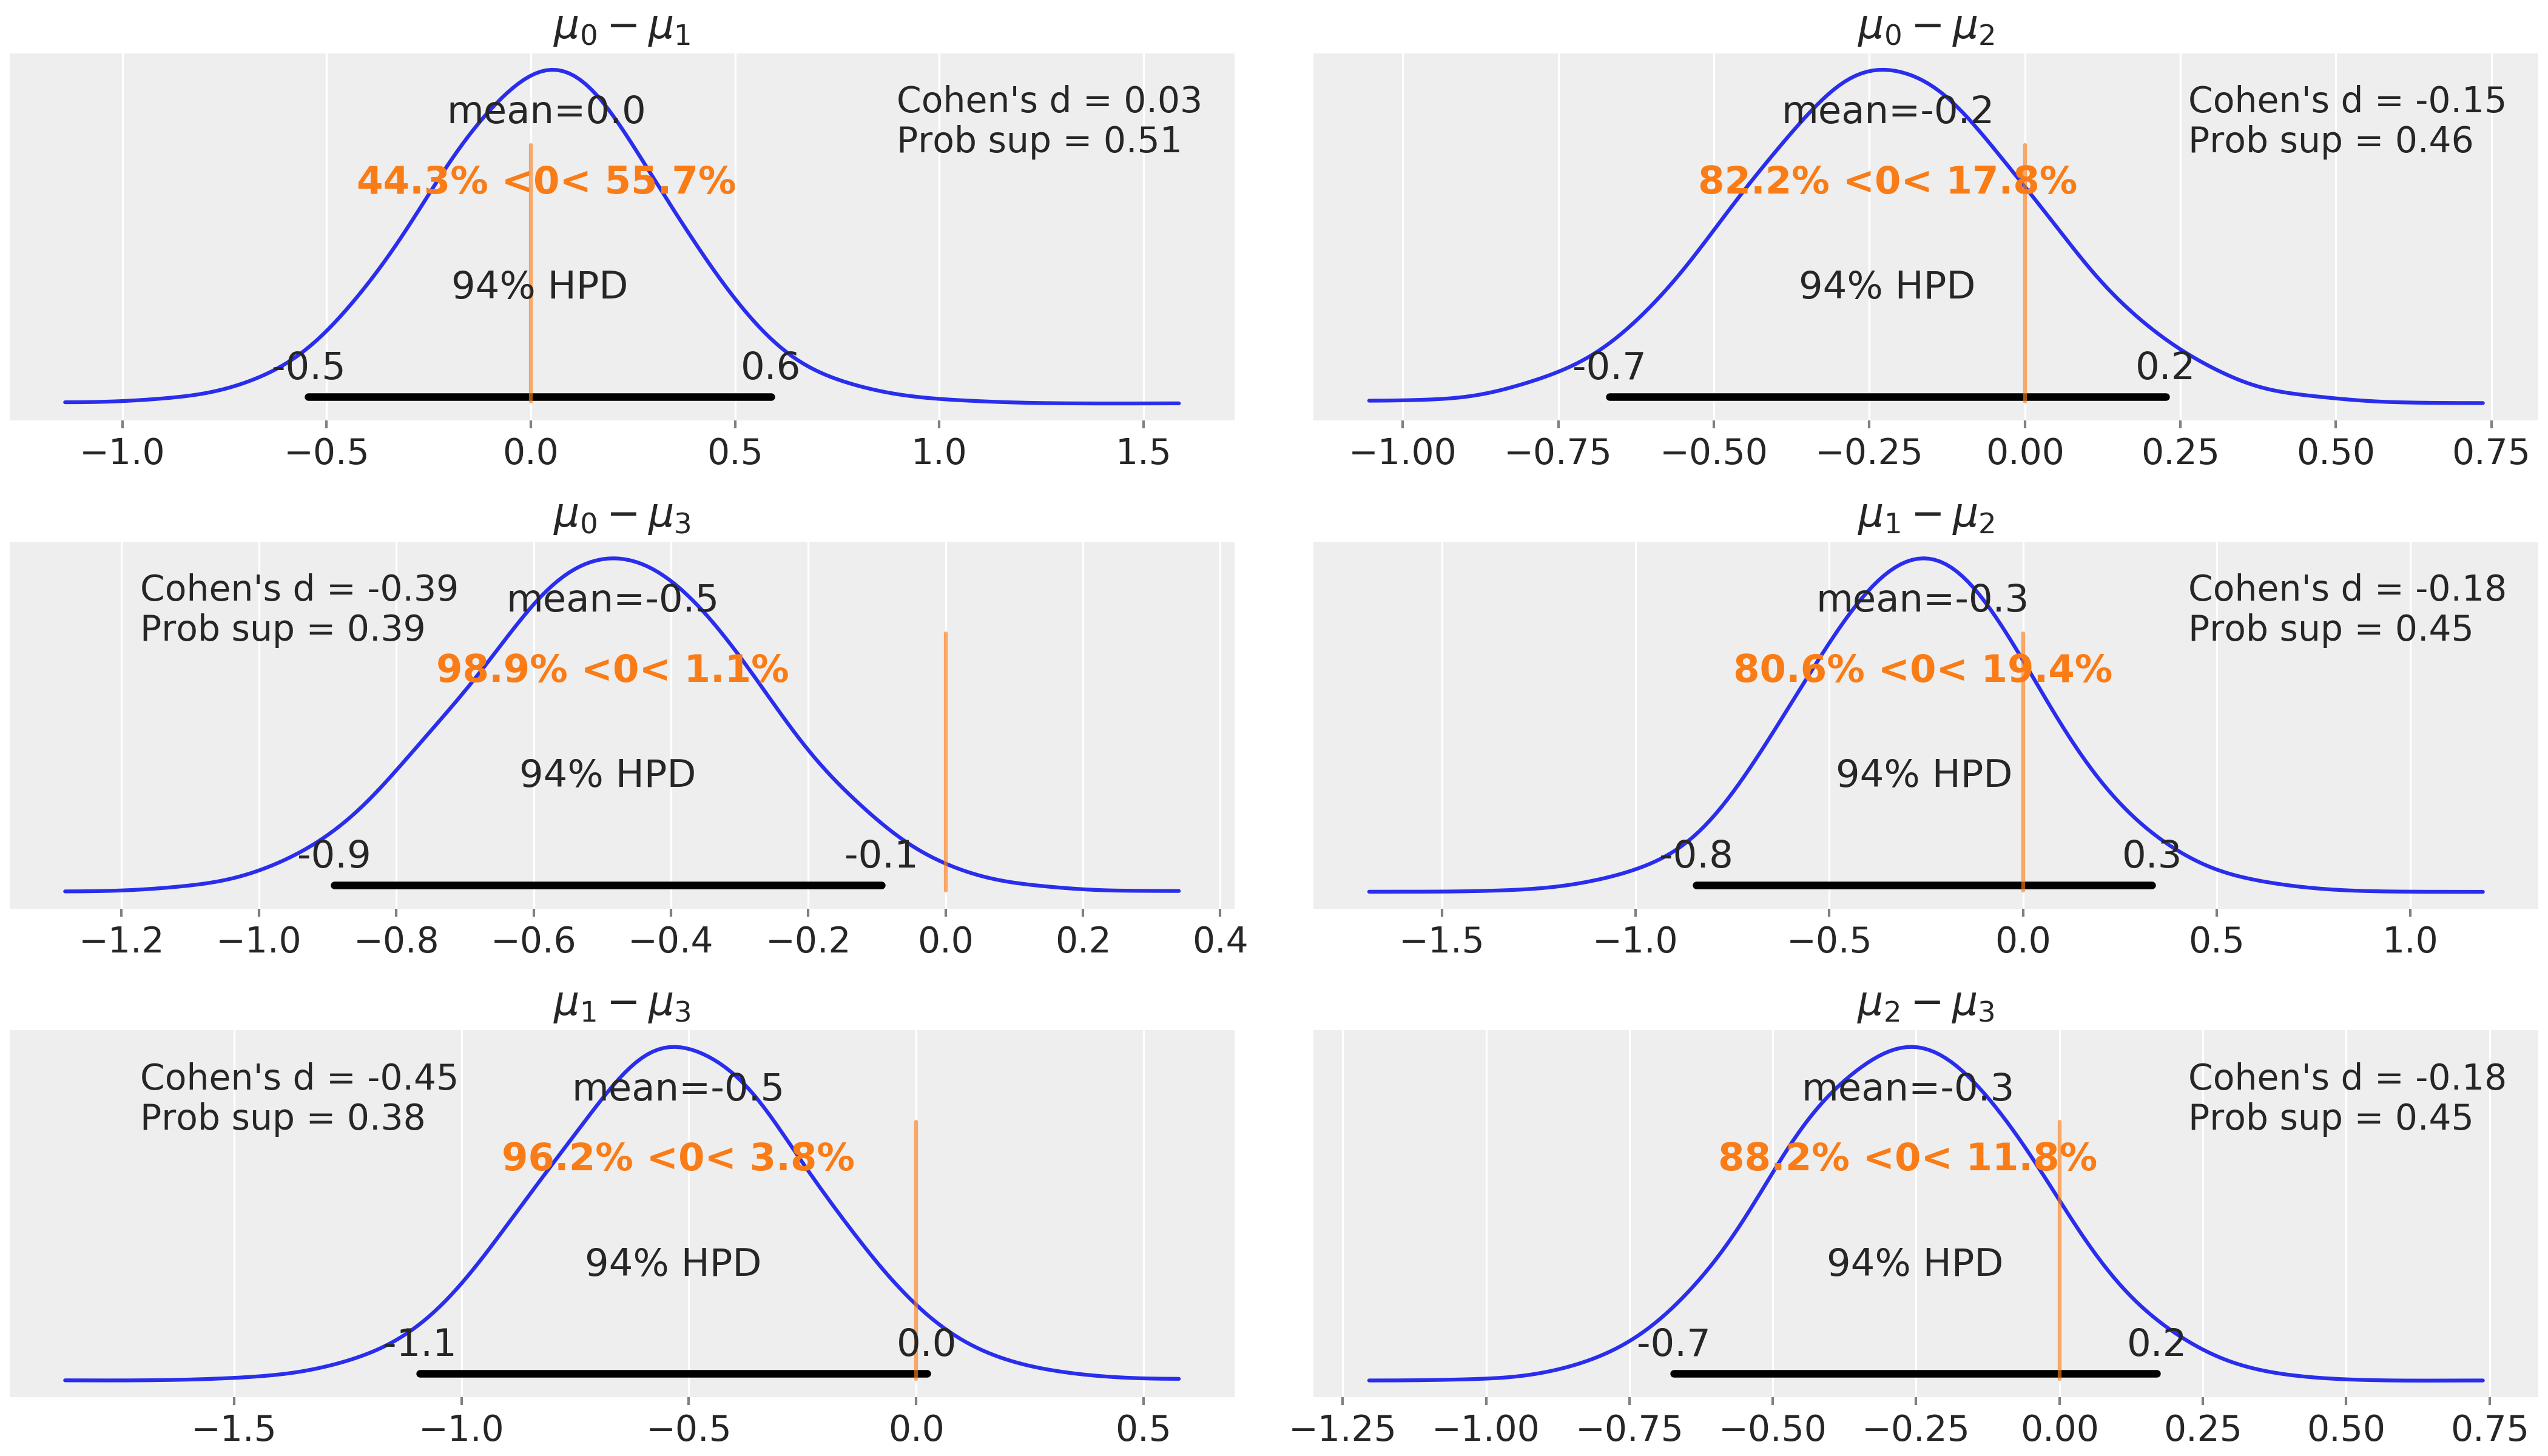 μ₀ − μ₁
mean=0.0
Cohen's d = 0.03
Prob sup = 0.51
44.3% <0< 55.7%
94% HPD
-0.5 0.6
−1.0 −0.5 0.0 0.5 1.0 1.5
μ₀ − μ₂
mean=-0.2
Cohen's d = -0.15
Prob sup = 0.46
82.2% <0< 17.8%
94% HPD
-0.7 0.2
−1.00 −0.75 −0.50 −0.25 0.00 0.25 0.50 0.75
μ₀ − μ₃
Cohen's d = -0.39
Prob sup = 0.39
mean=-0.5
98.9% <0< 1.1%
94% HPD
-0.9 -0.1
−1.2 −1.0 −0.8 −0.6 −0.4 −0.2 0.0 0.2 0.4
μ₁ − μ₂
mean=-0.3
Cohen's d = -0.18
Prob sup = 0.45
80.6% <0< 19.4%
94% HPD
-0.8 0.3
−1.5 −1.0 −0.5 0.0 0.5 1.0
μ₁ − μ₃
Cohen's d = -0.45
Prob sup = 0.38
mean=-0.5
96.2% <0< 3.8%
94% HPD
-1.1 0.0
−1.5 −1.0 −0.5 0.0 0.5
μ₂ − μ₃
mean=-0.3
Cohen's d = -0.18
Prob sup = 0.45
88.2% <0< 11.8%
94% HPD
-0.7 0.2
−1.25 −1.00 −0.75 −0.50 −0.25 0.00 0.25 0.50 0.75